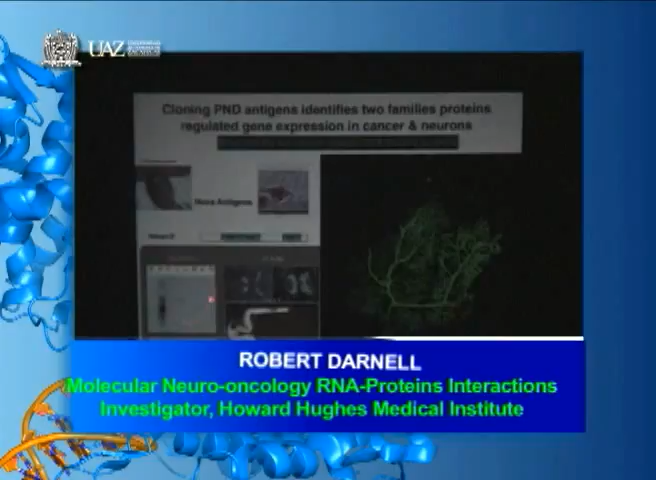 UAZ
Cloning PND antigens identifies two families proteins
regulated gene expression in cancer & neurons
Nova Antigens
ROBERT DARNELL
Molecular Neuro-oncology RNA-Proteins Interactions
Investigator, Howard Hughes Medical Institute